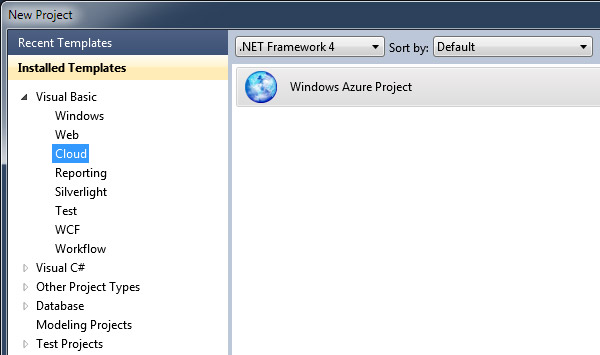 New Project
Recent Templates
Installed Templates
Visual Basic
Windows
Web
Cloud
Reporting
Silverlight
Test
WCF
Workflow
Visual C#
Other Project Types
Database
Modeling Projects
Test Projects
.NET Framework 4
Sort by: Default
Windows Azure Project